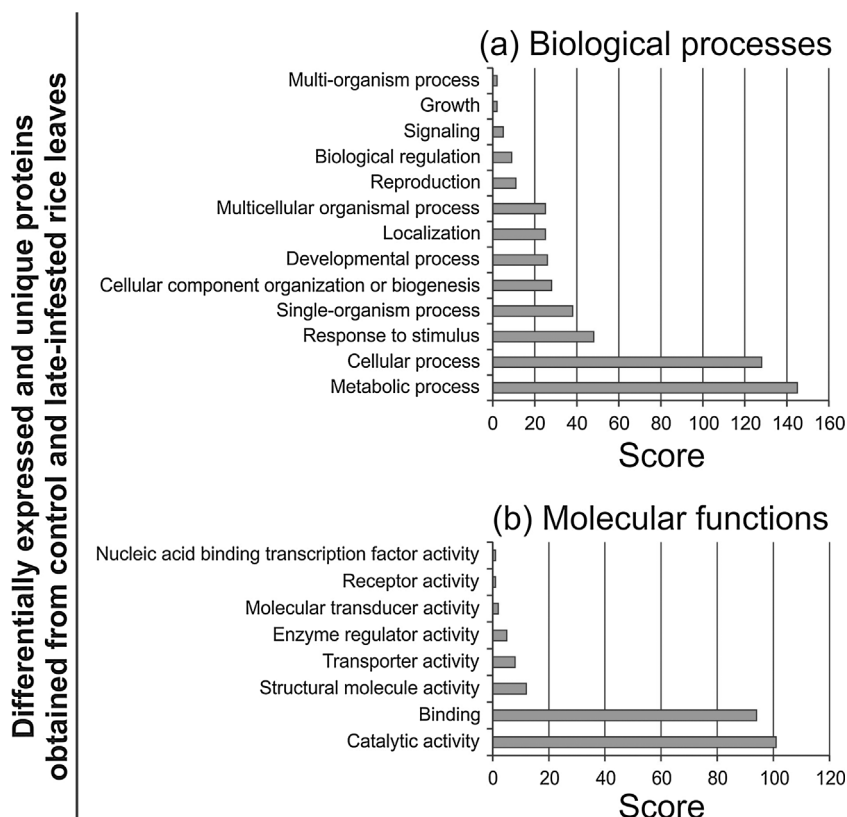 Differentially expressed and unique proteins
obtained from control and late-infested rice leaves
(a) Biological processes
Multi-organism process
Growth
Signaling
Biological regulation
Reproduction
Multicellular organismal process
Localization
Developmental process
Cellular component organization or biogenesis
Single-organism process
Response to stimulus
Cellular process
Metabolic process
0 20 40 60 80 100 120 140 160
Score
(b) Molecular functions
Nucleic acid binding transcription factor activity
Receptor activity
Molecular transducer activity
Enzyme regulator activity
Transporter activity
Structural molecule activity
Binding
Catalytic activity
0 20 40 60 80 100 120
Score